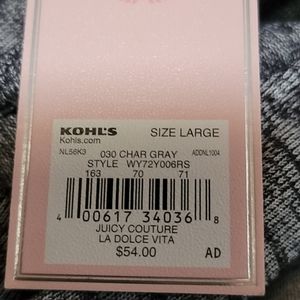 KOHL'S SIZE LARGE
Kohls.com
NL56K3 030 CHAR GRAY ADDNL1004
STYLE WY72Y006RS
163 70 71
4 00617 34036 8
JUICY COUTURE
LA DOLCE VITA
$54.00 AD